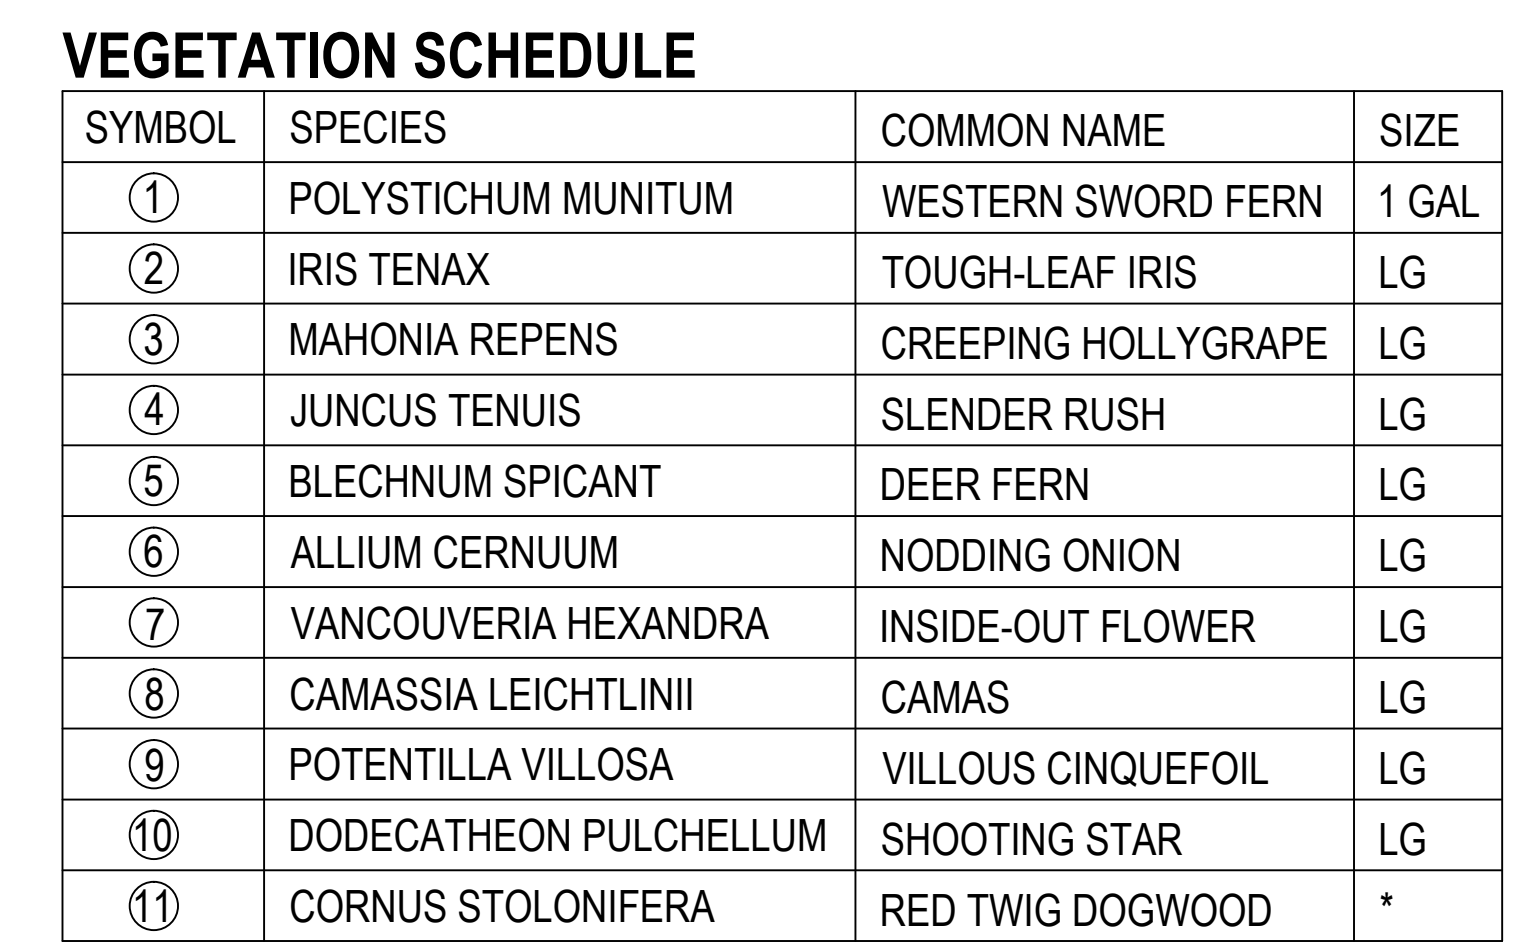 VEGETATION SCHEDULE
SYMBOL SPECIES COMMON NAME SIZE
1 POLYSTICHUM MUNITUM WESTERN SWORD FERN 1 GAL
2 IRIS TENAX TOUGH-LEAF IRIS LG
3 MAHONIA REPENS CREEPING HOLLYGRAPE LG
4 JUNCUS TENUIS SLENDER RUSH LG
5 BLECHNUM SPICANT DEER FERN LG
6 ALLIUM CERNUUM NODDING ONION LG
7 VANCOUVERIA HEXANDRA INSIDE-OUT FLOWER LG
8 CAMASSIA LEICHTLINII CAMAS LG
9 POTENTILLA VILLOSA VILLOUS CINQUEFOIL LG
10 DODECATHEON PULCHELLUM SHOOTING STAR LG
11 CORNUS STOLONIFERA RED TWIG DOGWOOD *